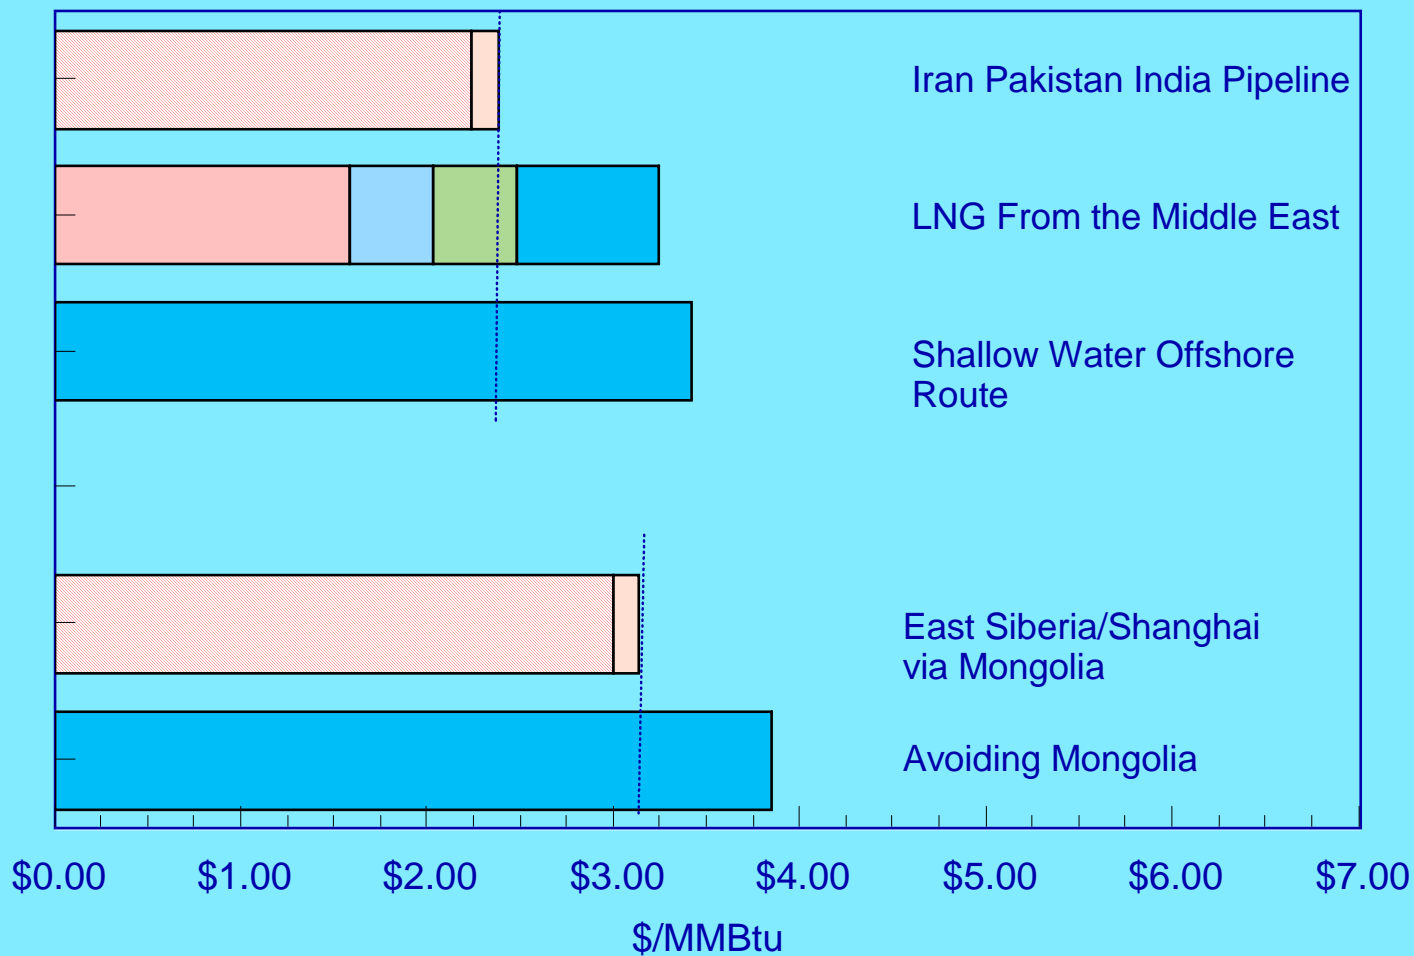 Iran Pakistan India Pipeline
LNG From the Middle East
Shallow Water Offshore
Route
East Siberia/Shanghai
via Mongolia
Avoiding Mongolia
$0.00 $1.00 $2.00 $3.00 $4.00 $5.00 $6.00 $7.00
$/MMBtu